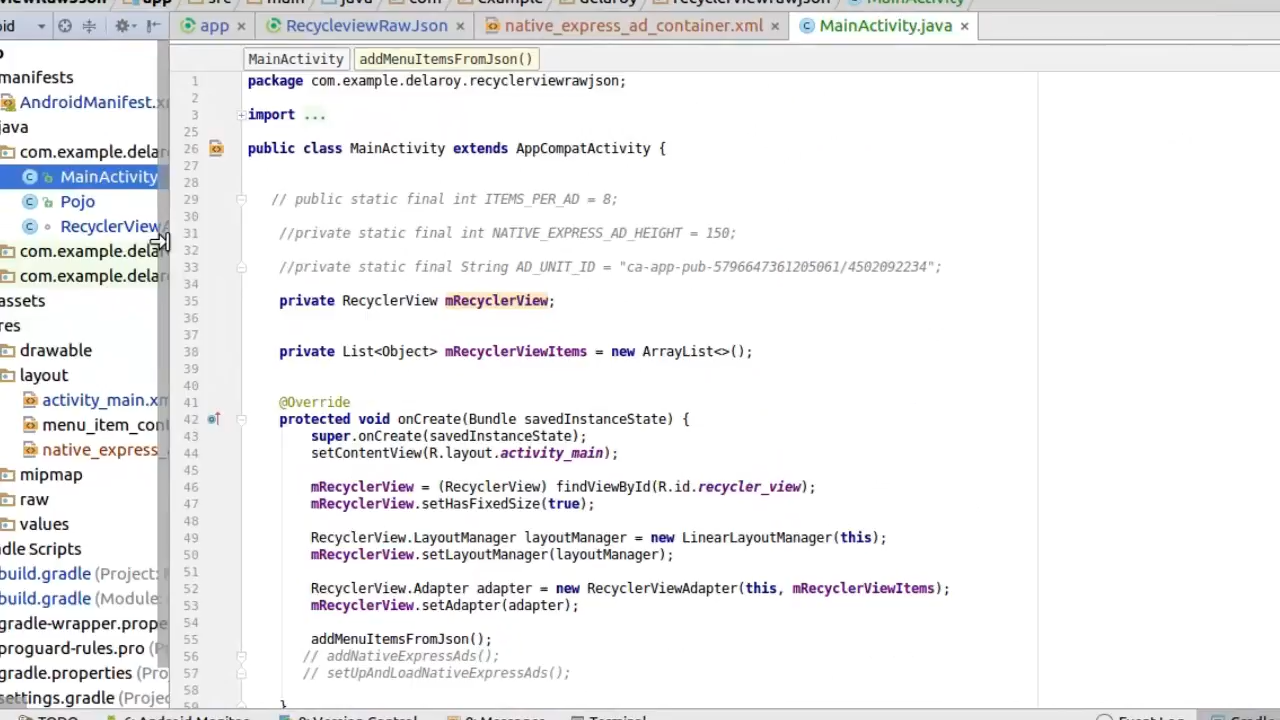 app
RecycleviewRawJson
native_express_ad_container.xml
MainActivity.java
MainActivity
addMenuItemsFromJson()
manifests
AndroidManifest.x
java
com.example.dela
MainActivity
Pojo
RecyclerView
com.example.dela
com.example.dela
assets
res
drawable
layout
activity_main.x
menu_item_con
native_express_
mipmap
raw
values
dle Scripts
build.gradle (Project:
build.gradle (Module:
gradle-wrapper.prope
proguard-rules.pro (P
gradle.properties (Pro
settings.gradle (Projec
1 package com.example.delaroy.recyclerviewrawjson;
2
3 import ...
25
26 public class MainActivity extends AppCompatActivity {
27
28
29 // public static final int ITEMS_PER_AD = 8;
30
31 //private static final int NATIVE_EXPRESS_AD_HEIGHT = 150;
32
33 //private static final String AD_UNIT_ID = "ca-app-pub-5796647361205061/4502092234";
34
35 private RecyclerView mRecyclerView;
36
37
38 private List<Object> mRecyclerViewItems = new ArrayList<>();
39
40
41 @Override
42 protected void onCreate(Bundle savedInstanceState) {
43 super.onCreate(savedInstanceState);
44 setContentView(R.layout.activity_main);
45
46 mRecyclerView = (RecyclerView) findViewById(R.id.recycler_view);
47 mRecyclerView.setHasFixedSize(true);
48
49 RecyclerView.LayoutManager layoutManager = new LinearLayoutManager(this);
50 mRecyclerView.setLayoutManager(layoutManager);
51
52 RecyclerView.Adapter adapter = new RecyclerViewAdapter(this, mRecyclerViewItems);
53 mRecyclerView.setAdapter(adapter);
54
55 addMenuItemsFromJson();
56 // addNativeExpressAds();
57 // setUpAndLoadNativeExpressAds();
58
59 }